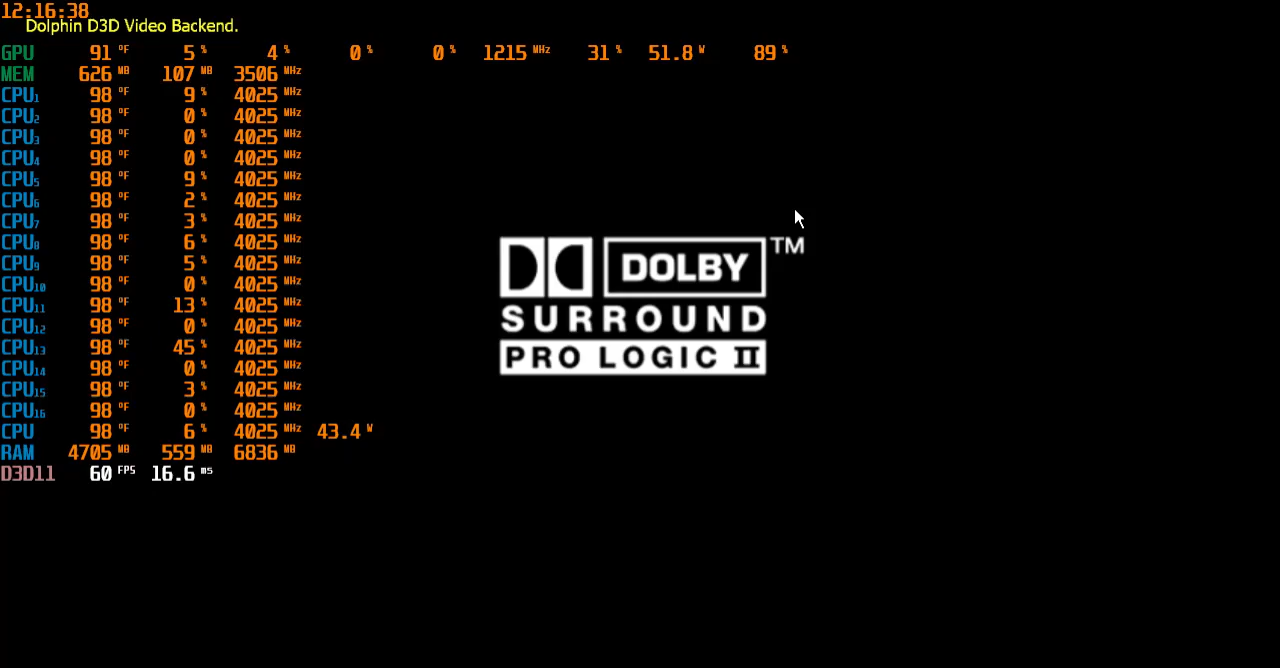 12:16:38
Dolphin D3D Video Backend.
GPU 91 °F 5 % 4 % 0 % 0 % 1215 MHz 31 % 51.8 W 89 %
MEM 626 MB 107 MB 3506 MHz
CPU1 98 °F 9 % 4025 MHz
CPU2 98 °F 0 % 4025 MHz
CPU3 98 °F 0 % 4025 MHz
CPU4 98 °F 0 % 4025 MHz
CPU5 98 °F 9 % 4025 MHz
CPU6 98 °F 2 % 4025 MHz
CPU7 98 °F 3 % 4025 MHz
CPU8 98 °F 6 % 4025 MHz
CPU9 98 °F 5 % 4025 MHz
CPU10 98 °F 0 % 4025 MHz
CPU11 98 °F 13 % 4025 MHz
CPU12 98 °F 0 % 4025 MHz
CPU13 98 °F 45 % 4025 MHz
CPU14 98 °F 0 % 4025 MHz
CPU15 98 °F 3 % 4025 MHz
CPU16 98 °F 0 % 4025 MHz
CPU 98 °F 6 % 4025 MHz 43.4 W
RAM 4705 MB 559 MB 6836 MB
D3D11 60 FPS 16.6 ms
DOLBY TM
SURROUND
PRO LOGIC II